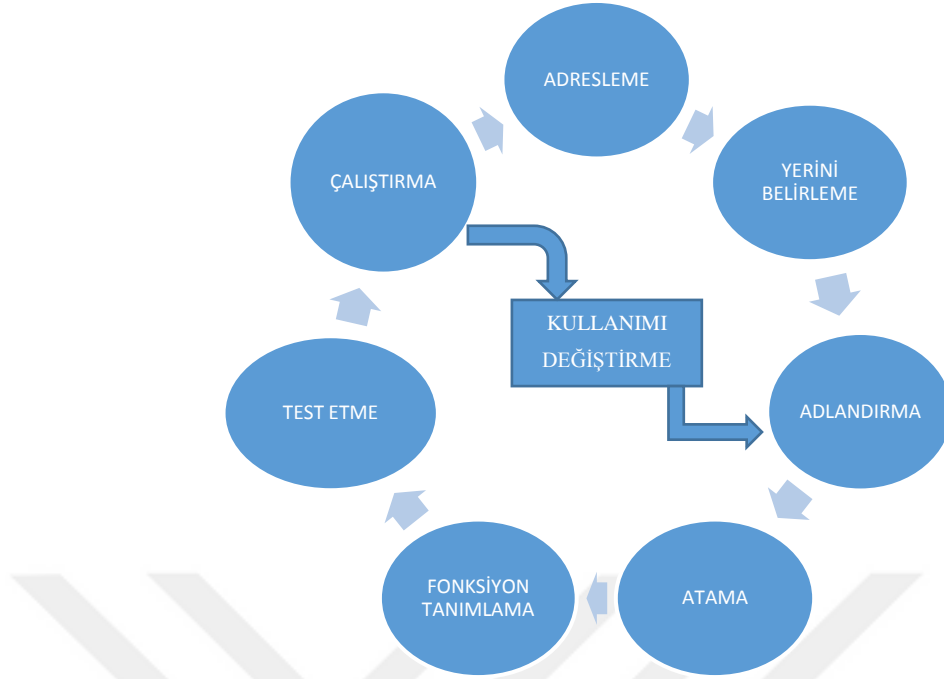 ADRESLEME
YERİNİ
BELİRLEME
ADLANDIRMA
ATAMA
FONKSİYON
TANIMLAMA
TEST ETME
ÇALIŞTIRMA
KULLANIMI
DEĞİŞTİRME